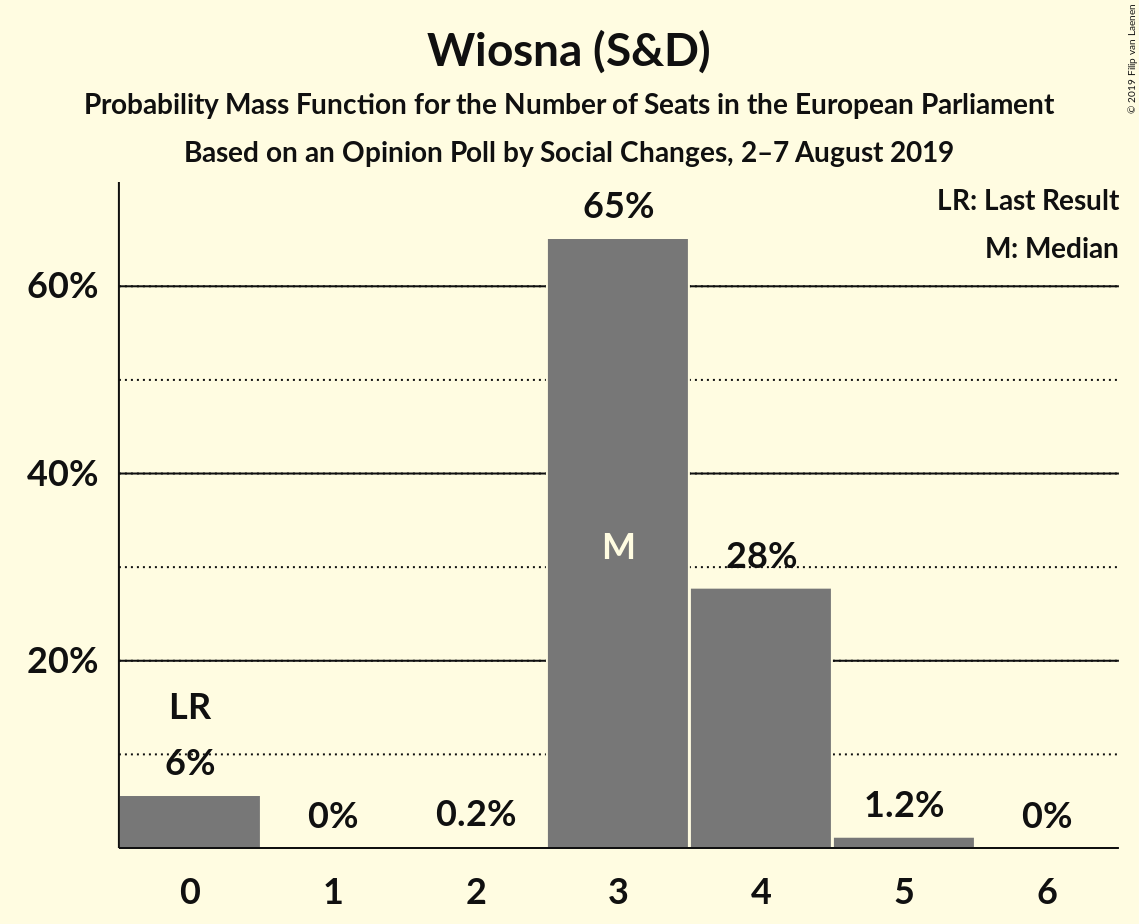 Wiosna (S&D)
Probability Mass Function for the Number of Seats in the European Parliament
Based on an Opinion Poll by Social Changes, 2–7 August 2019
© 2019 Filip van Laenen
LR: Last Result
M: Median
60%
40%
20%
LR
6%
0%
0.2%
65%
M
28%
1.2%
0%
0 1 2 3 4 5 6